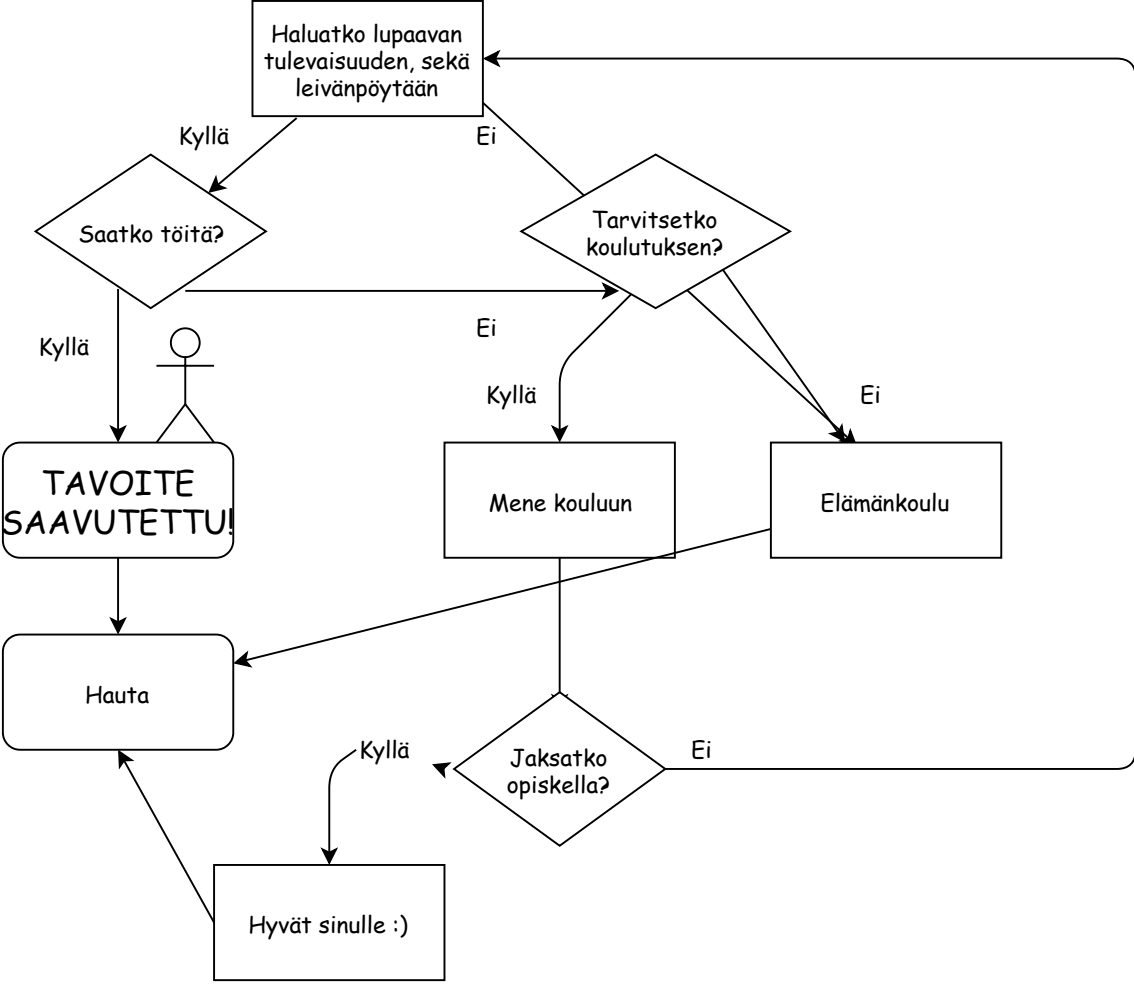 Haluatko lupaavan
tulevaisuuden, sekä
leivänpöytään
Kyllä
Ei
Saatko töitä?
Tarvitsetko
koulutuksen?
Ei
Kyllä
Kyllä
Ei
TAVOITE
SAAVUTETTU!
Mene kouluun
Elämänkoulu
Hauta
Kyllä
Jaksatko
opiskella?
Ei
Hyvät sinulle :)